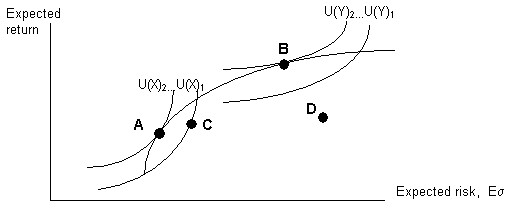 Expected
return
U(Y)2...U(Y)1
B
U(X)2...U(X)1
A
C
D
Expected risk, Eσ